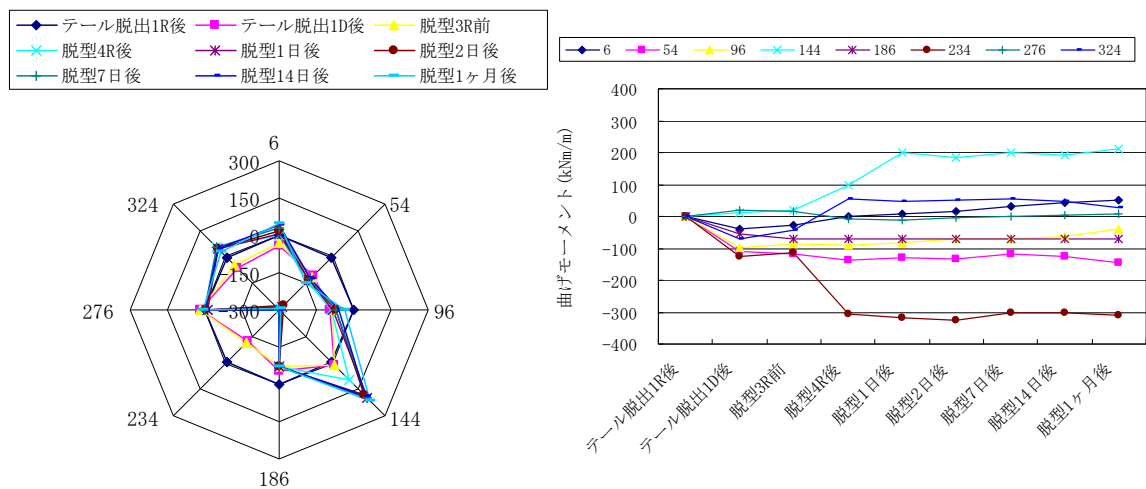 テール脱出1R後 テール脱出1D後 脱型3R前
脱型4R後 脱型1日後 脱型2日後
脱型7日後 脱型14日後 脱型1ヶ月後
6
300
324 54
150
0
-150
276 -300 96
234 144
186
6 54 96 144 186 234 276 324
曲げモーメント(kNm/m)
400
300
200
100
0
-100
-200
-300
-400
テール脱出1R後
テール脱出1D後
脱型3R前
脱型4R後
脱型1日後
脱型2日後
脱型7日後
脱型14日後
脱型1ヶ月後